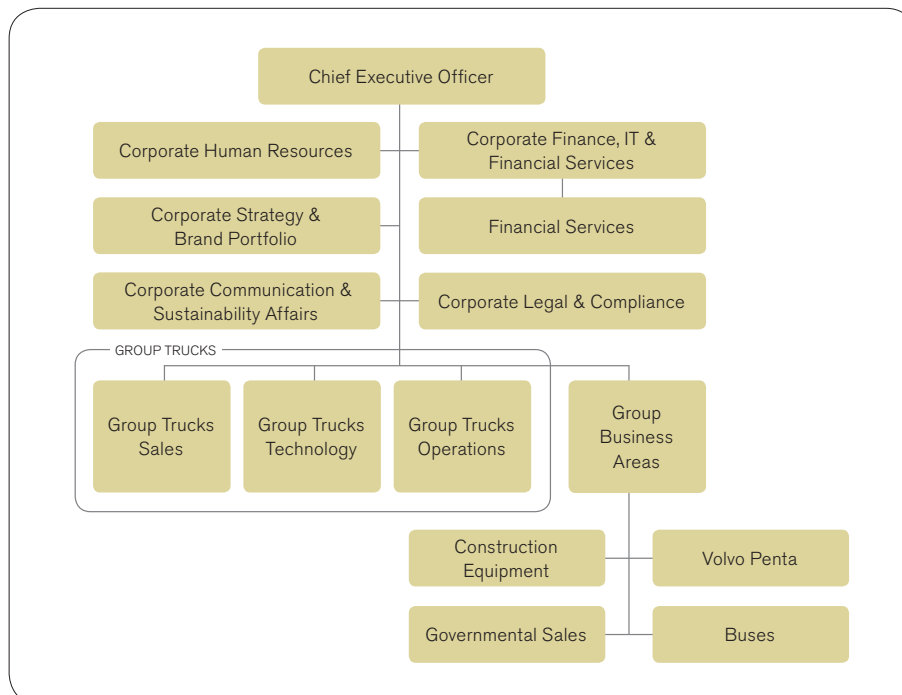 Chief Executive Officer
Corporate Human Resources
Corporate Finance, IT &
Financial Services
Corporate Strategy &
Brand Portfolio
Financial Services
Corporate Communication &
Sustainability Affairs
Corporate Legal & Compliance
GROUP TRUCKS
Group Trucks
Sales
Group Trucks
Technology
Group Trucks
Operations
Group
Business
Areas
Construction
Equipment
Volvo Penta
Governmental Sales
Buses